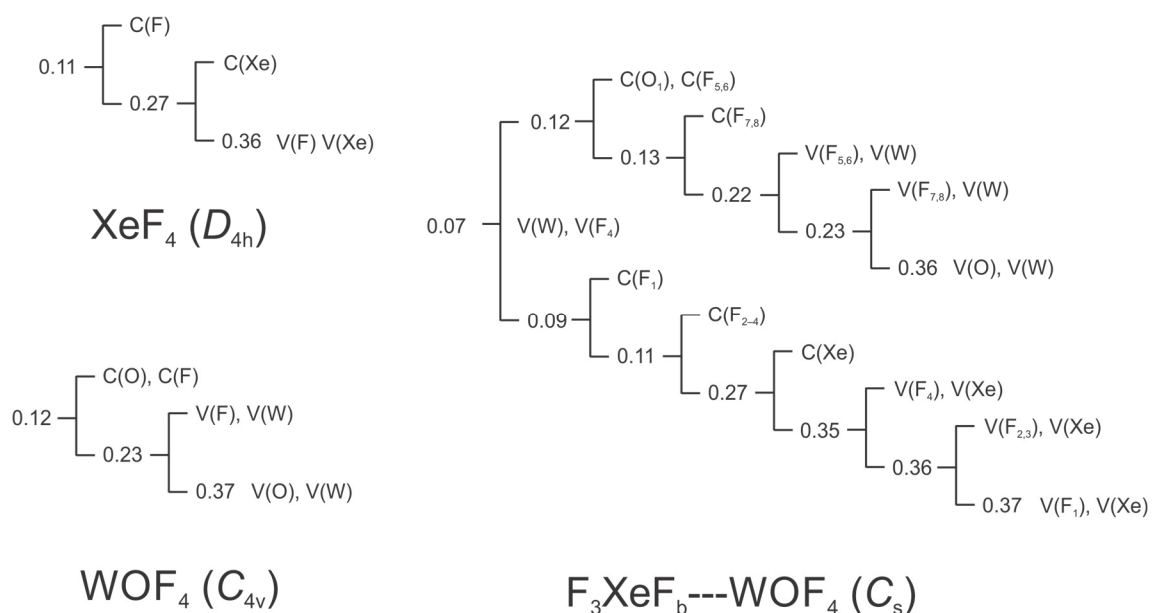 C(F)
0.11
C(Xe)
0.27
0.36 V(F) V(Xe)
XeF₄ (D₄ₕ)
C(O), C(F)
0.12
V(F), V(W)
0.23
0.37 V(O), V(W)
WOF₄ (C₄ᵥ)
C(O₁), C(F₅,₆)
0.12
C(F₇,₈)
0.13
V(F₅,₆), V(W)
0.22
V(F₇,₈), V(W)
0.23
0.36 V(O), V(W)
0.07 V(W), V(F₄)
C(F₁)
0.09
C(F₂₋₄)
0.11
C(Xe)
0.27
V(F₄), V(Xe)
0.35
V(F₂,₃), V(Xe)
0.36
0.37 V(F₁), V(Xe)
F₃XeF_b---WOF₄ (Cₛ)